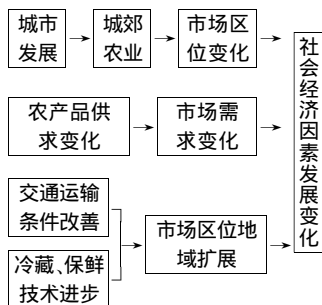 城市
发展
城郊
农业
市场区
位变化
农产品供
求变化
市场需
求变化
交通运输
条件改善
冷藏、保鲜
技术进步
市场区位地
域扩展
社会经济因素发展变化